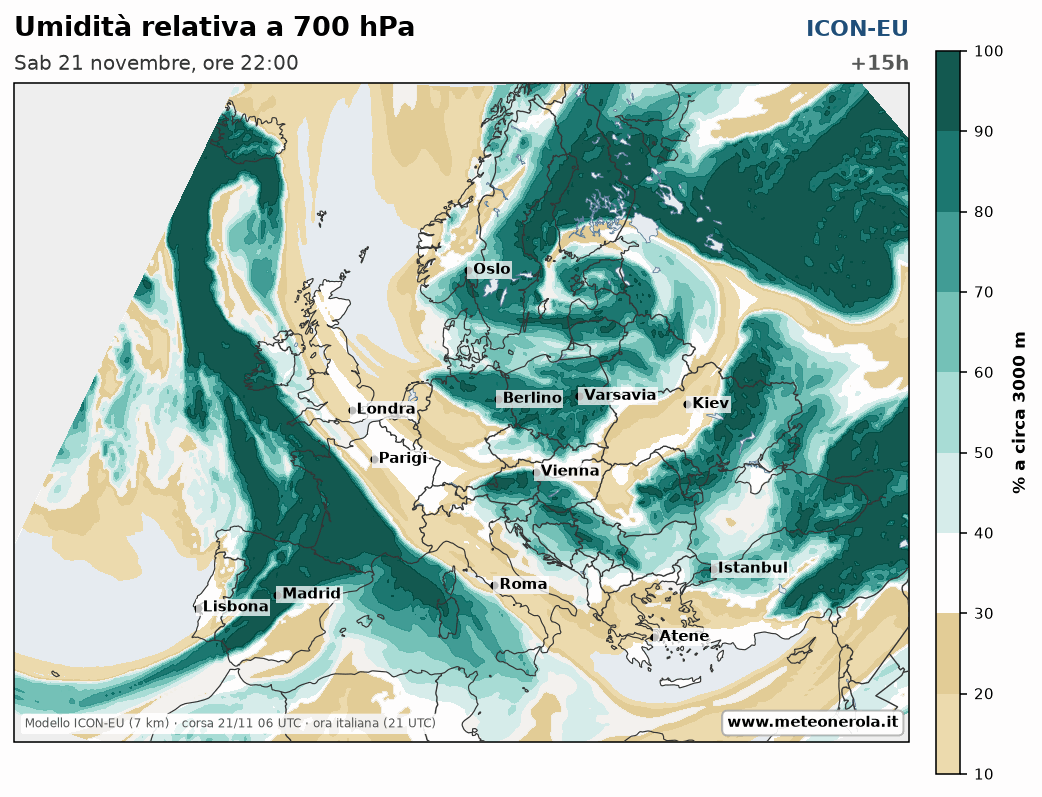 Umidità relativa a 700 hPa
ICON-EU
Sab 21 novembre, ore 22:00
+15h
100
90
80
70
60
50
40
30
20
10
% a circa 3000 m
Oslo
Berlino
Varsavia
Kiev
Londra
Parigi
Vienna
Istanbul
Roma
Madrid
Lisbona
Atene
Modello ICON-EU (7 km) · corsa 21/11 06 UTC · ora italiana (21 UTC)
www.meteonerola.it